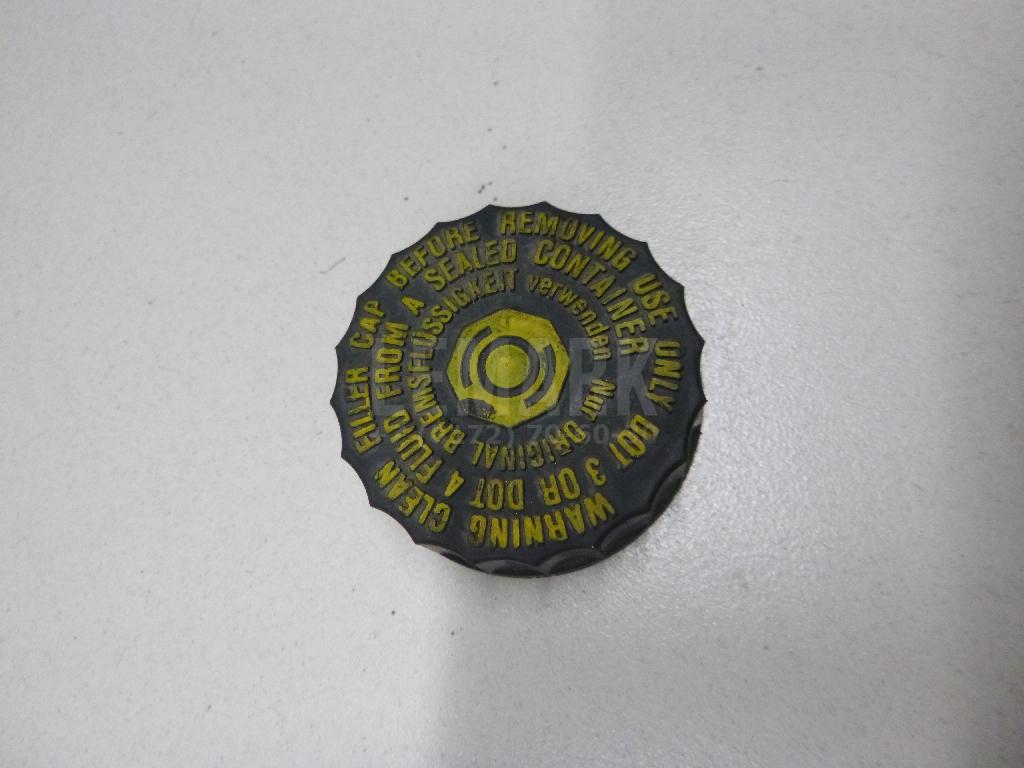 WARNING CLEAN FILLER CAP BEFORE REMOVING USE ONLY DOT
3 OR DOT 4 FLUID FROM A SEALED CONTAINER
Nur ORIGINAL BREMSFLÜSSIGKEIT verwenden